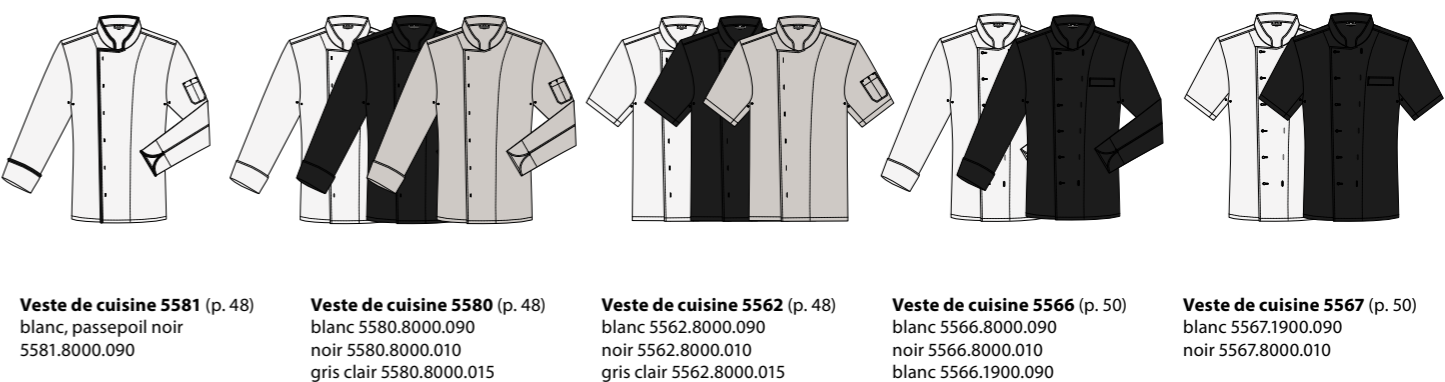 Veste de cuisine 5581 (p. 48)
blanc, passepoil noir
5581.8000.090
Veste de cuisine 5580 (p. 48)
blanc 5580.8000.090
noir 5580.8000.010
gris clair 5580.8000.015
Veste de cuisine 5562 (p. 48)
blanc 5562.8000.090
noir 5562.8000.010
gris clair 5562.8000.015
Veste de cuisine 5566 (p. 50)
blanc 5566.8000.090
noir 5566.8000.010
blanc 5566.1900.090
Veste de cuisine 5567 (p. 50)
blanc 5567.1900.090
noir 5567.8000.010